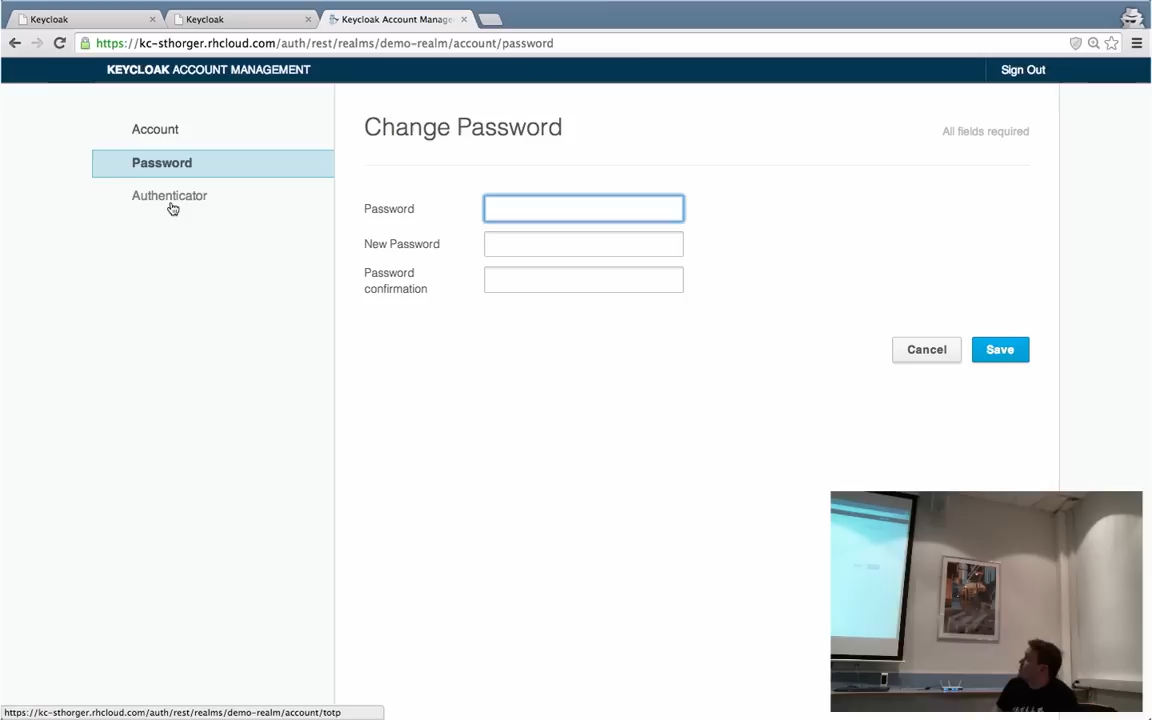 Keycloak
Keycloak
Keycloak Account Manage
https://kc-sthorger.rhcloud.com/auth/rest/realms/demo-realm/account/password
KEYCLOAK ACCOUNT MANAGEMENT
Sign Out
Account
Password
Authenticator
Change Password
All fields required
Password
New Password
Password
confirmation
Cancel
Save
https://kc-sthorger.rhcloud.com/auth/rest/realms/demo-realm/account/totp